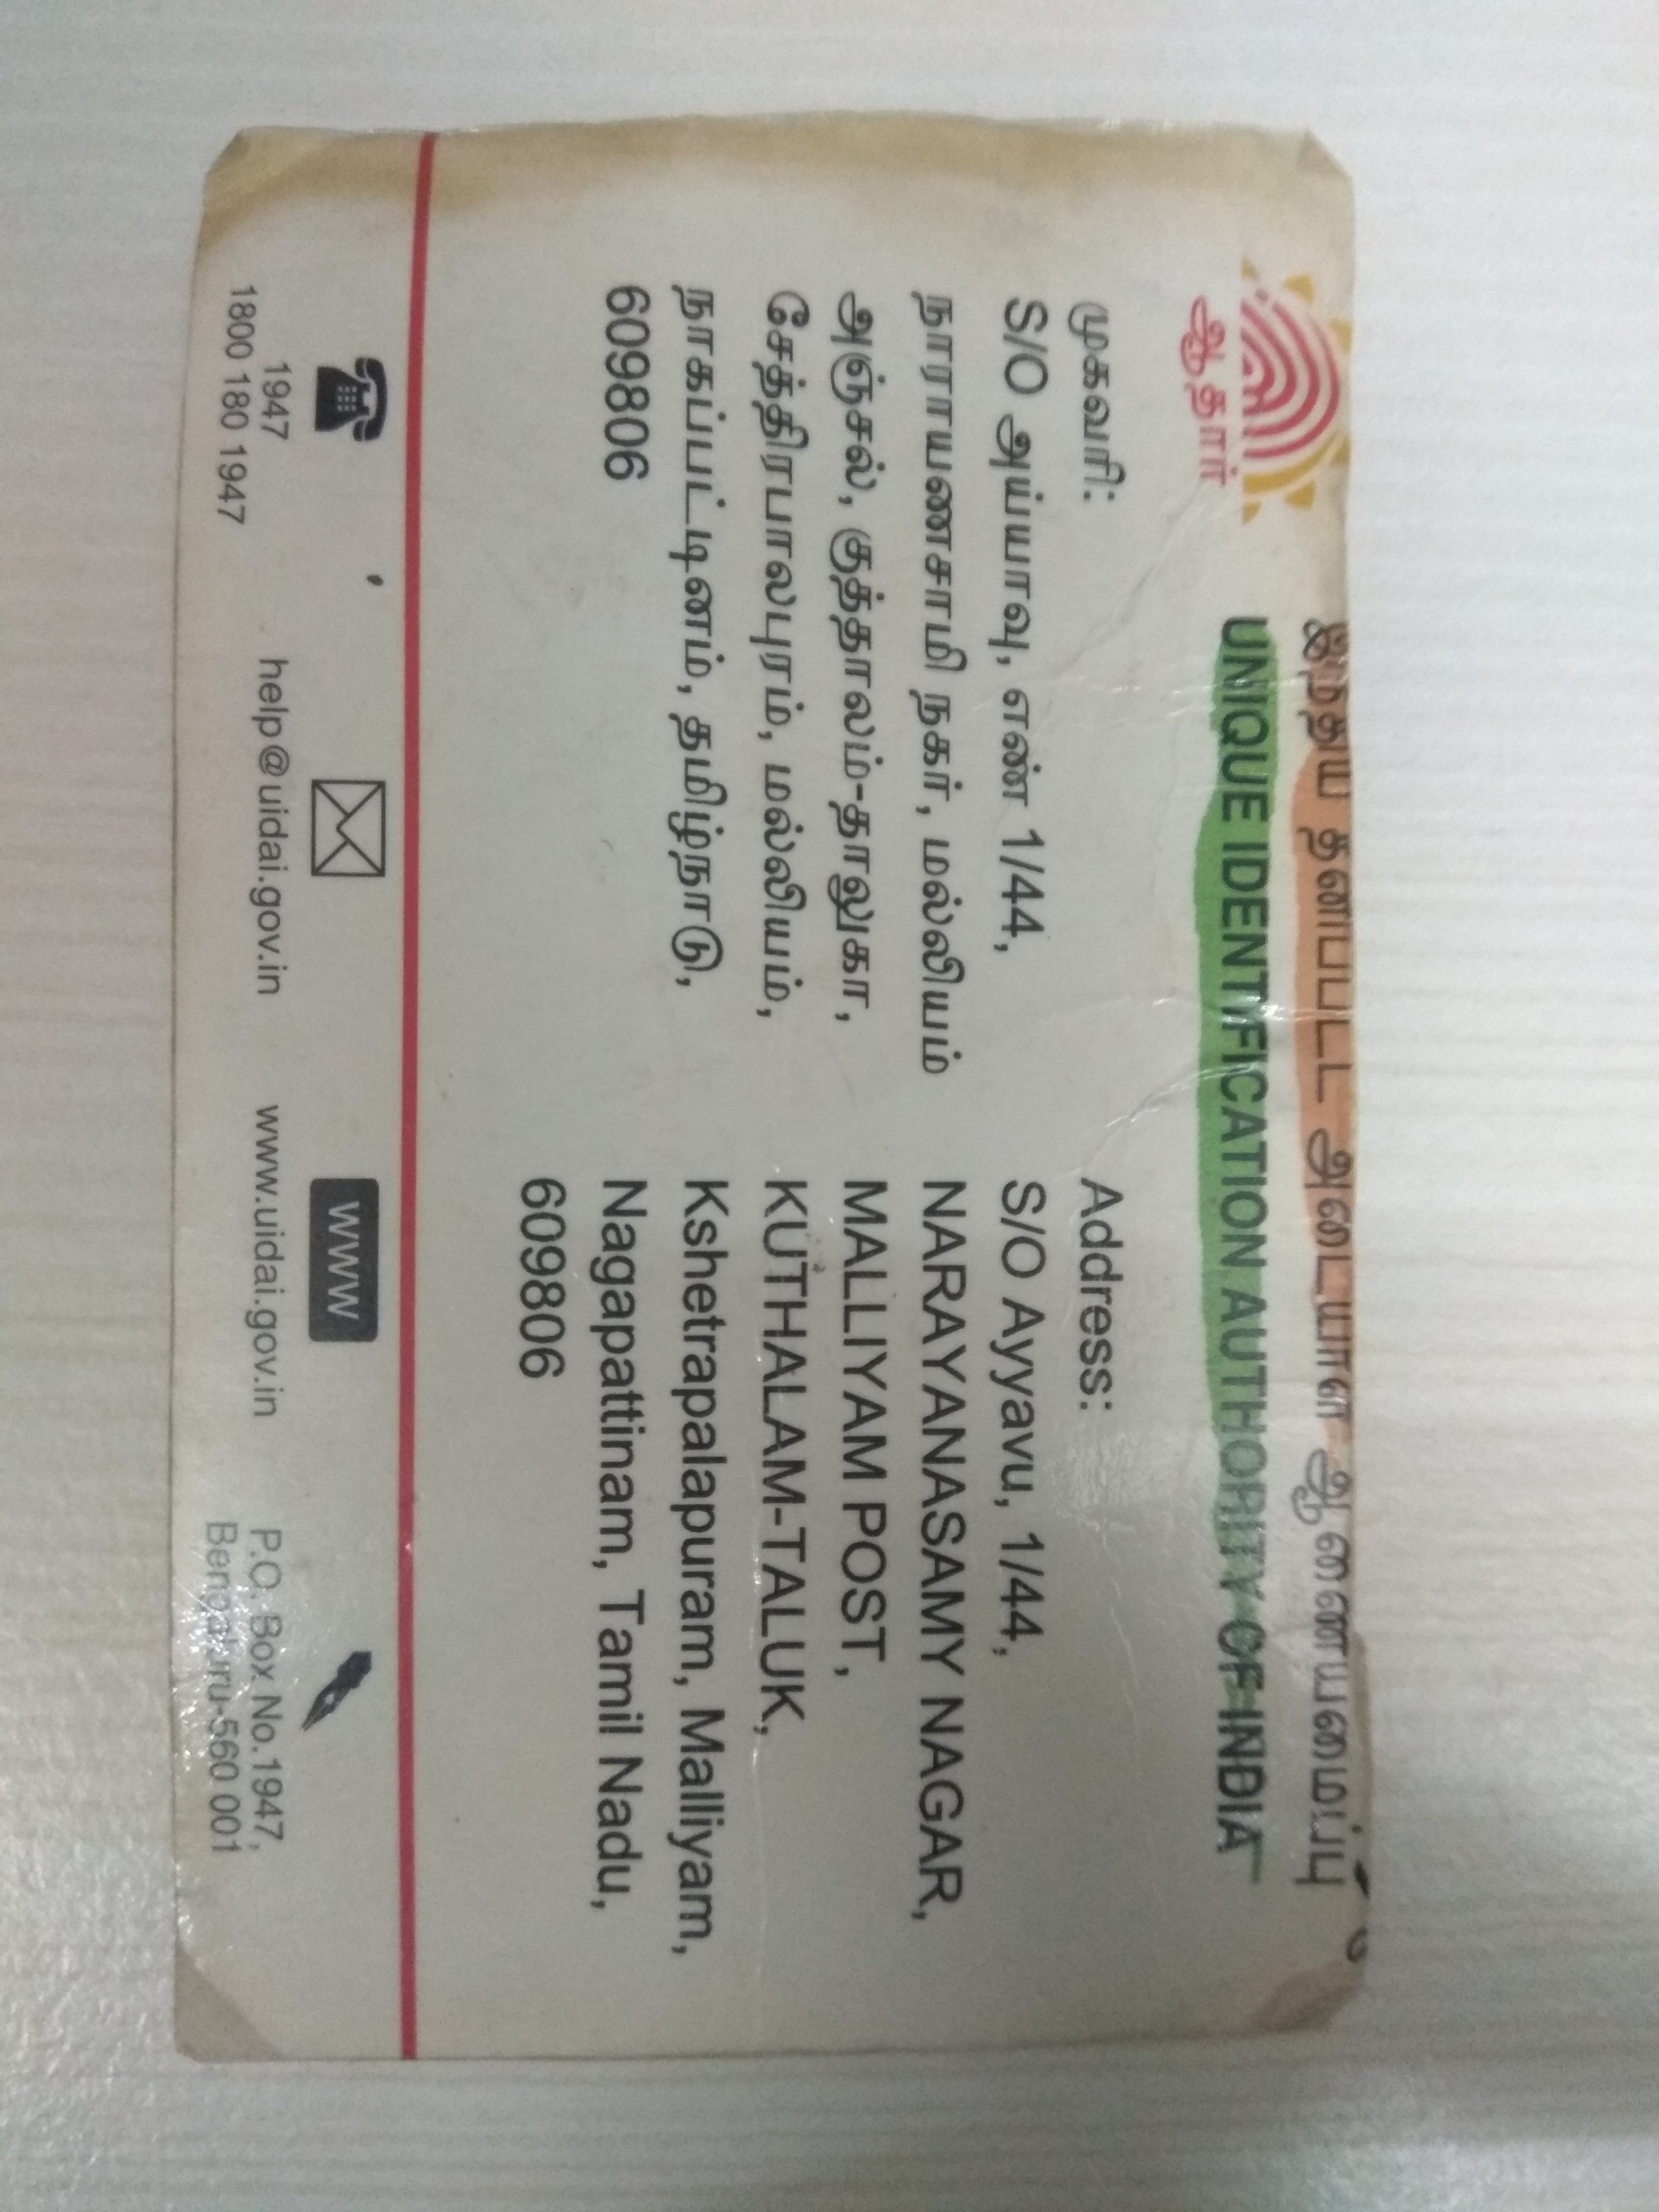 இந்திய தனிப்பட்ட அடையாள ஆணையமைப்பு
UNIQUE IDENTIFICATION AUTHORITY OF INDIA
ஆதார்
முகவரி:
S/O அய்யாவு, எண் 1/44,
நாராயணசாமி நகர், மல்லியம்
அஞ்சல், குத்தாலம்-தாலுகா,
சேத்திரபாலபுரம், மல்லியம்,
நாகப்பட்டினம், தமிழ்நாடு,
609806
Address:
S/O Ayyavu, 1/44,
NARAYANASAMY NAGAR,
MALLIYAM POST,
KUTHALAM-TALUK,
Kshetrapalapuram, Malliyam,
Nagapattinam, Tamil Nadu,
609806
1947
1800 180 1947
help@uidai.gov.in
WWW
www.uidai.gov.in
P.O. Box No.1947,
Bengaluru-560 001